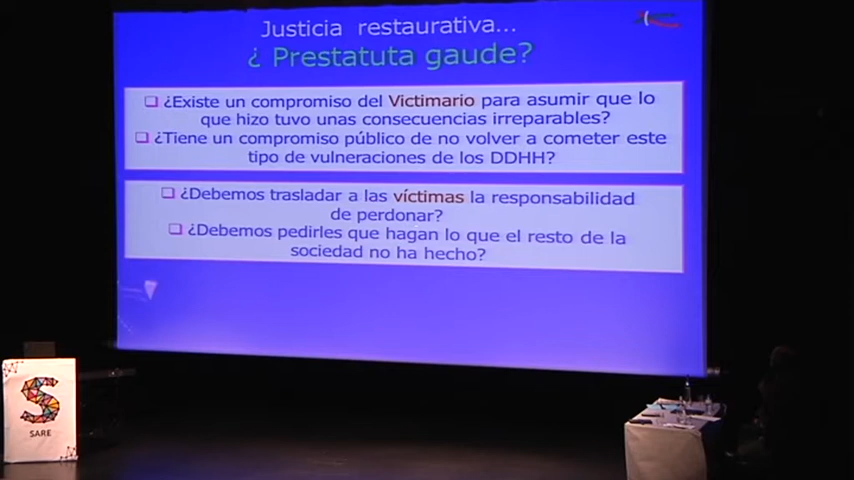 Justicia restaurativa...
¿ Prestatuta gaude?
❑ ¿Existe un compromiso del Victimario para asumir que lo
que hizo tuvo unas consecuencias irreparables?
❑ ¿Tiene un compromiso público de no volver a cometer este
tipo de vulneraciones de los DDHH?
❑ ¿Debemos trasladar a las víctimas la responsabilidad
de perdonar?
❑ ¿Debemos pedirles que hagan lo que el resto de la
sociedad no ha hecho?
S
SARE